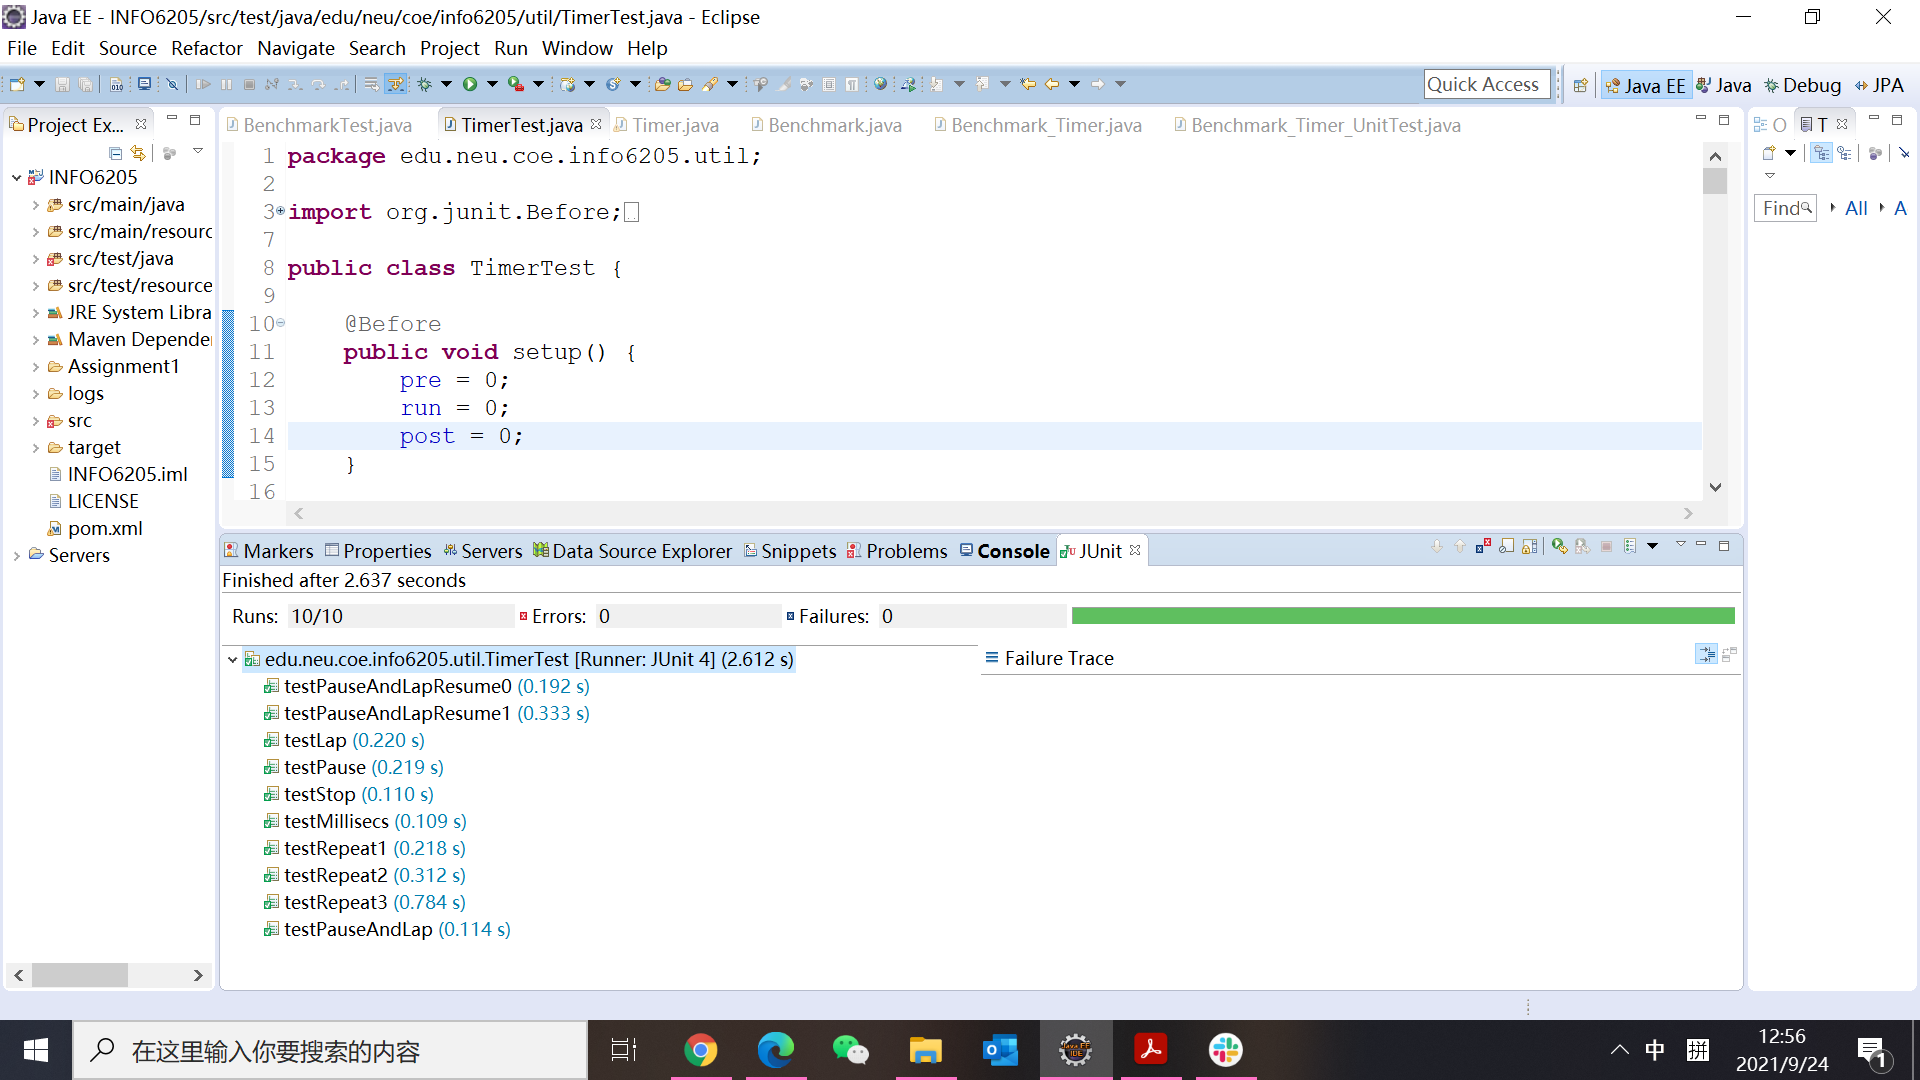 Java EE - INFO6205/src/test/java/edu/neu/coe/info6205/util/TimerTest.java - Eclipse
File Edit Source Refactor Navigate Search Project Run Window Help
Quick Access
Java EE
Java
Debug
JPA
Project Ex...
INFO6205
src/main/java
src/main/resourc
src/test/java
src/test/resource
JRE System Libra
Maven Depende
Assignment1
logs
src
target
INFO6205.iml
LICENSE
pom.xml
Servers
BenchmarkTest.java
TimerTest.java
Timer.java
Benchmark.java
Benchmark_Timer.java
Benchmark_Timer_UnitTest.java
1 package edu.neu.coe.info6205.util;
2
3 import org.junit.Before;
7
8 public class TimerTest {
9
10 @Before
11 public void setup() {
12 pre = 0;
13 run = 0;
14 post = 0;
15 }
16
O
T
Find
All
A
Markers
Properties
Servers
Data Source Explorer
Snippets
Problems
Console
JUnit
Finished after 2.637 seconds
Runs: 10/10
Errors: 0
Failures: 0
edu.neu.coe.info6205.util.TimerTest [Runner: JUnit 4] (2.612 s)
testPauseAndLapResume0 (0.192 s)
testPauseAndLapResume1 (0.333 s)
testLap (0.220 s)
testPause (0.219 s)
testStop (0.110 s)
testMillisecs (0.109 s)
testRepeat1 (0.218 s)
testRepeat2 (0.312 s)
testRepeat3 (0.784 s)
testPauseAndLap (0.114 s)
Failure Trace
在这里输入你要搜索的内容
中
拼
12:56
2021/9/24
1